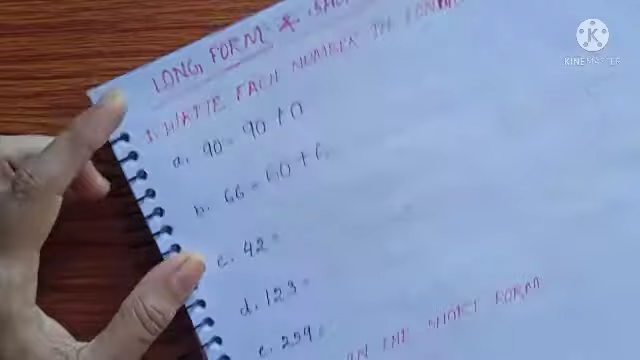 LONG FORM &
1. WRITE EACH NUMBER IN
a. 90 = 90 + 0
b. 66 = 60 + 6.
c. 42 =
d. 123 =
e. 259 =
IN THE SHORT FORM
KINEMASTER